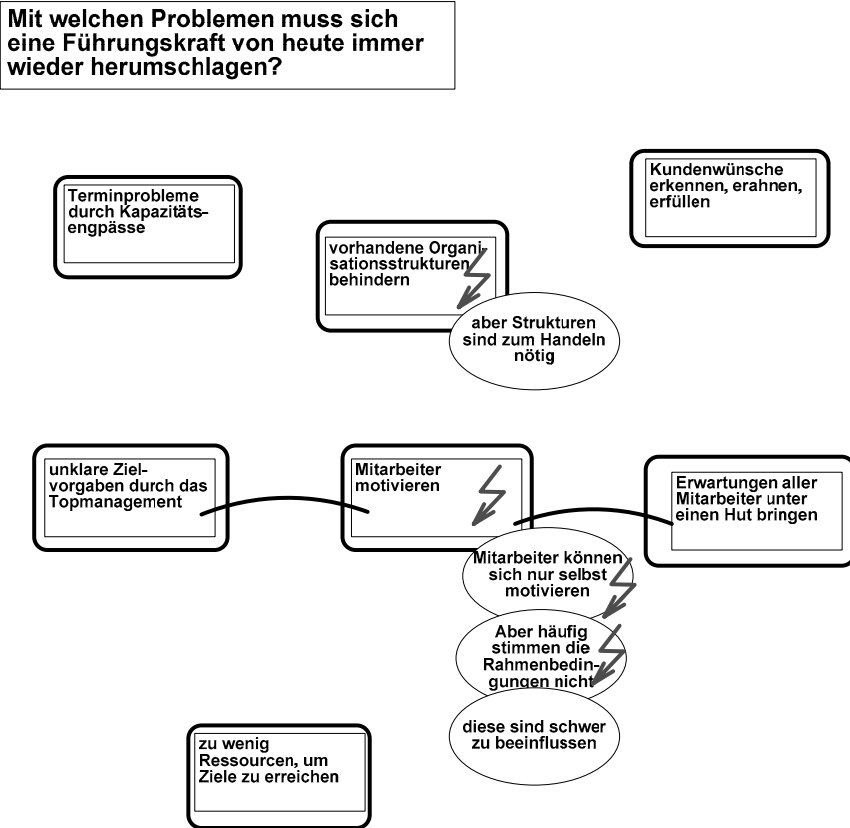 Mit welchen Problemen muss sich
eine Führungskraft von heute immer
wieder herumschlagen?
Terminprobleme
durch Kapazitäts-
engpässe
vorhandene Organi-
sationsstrukturen
behindern
aber Strukturen
sind zum Handeln
nötig
Kundenwünsche
erkennen, erahnen,
erfüllen
unklare Ziel-
vorgaben durch das
Topmanagement
Mitarbeiter
motivieren
Erwartungen aller
Mitarbeiter unter
einen Hut bringen
Mitarbeiter können
sich nur selbst
motivieren
Aber häufig
stimmen die
Rahmenbedin-
gungen nicht
diese sind schwer
zu beeinflussen
zu wenig
Ressourcen, um
Ziele zu erreichen